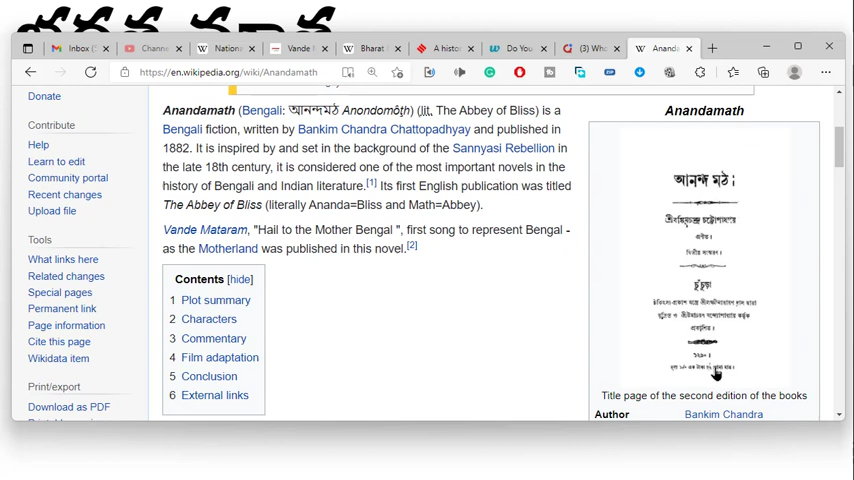 Inbox (
Channe
Nationa
Vande
Bharat
A histo
Do You
(3) Who
Ananda
https://en.wikipedia.org/wiki/Anandamath
Donate
Contribute
Help
Learn to edit
Community portal
Recent changes
Upload file
Tools
What links here
Related changes
Special pages
Permanent link
Page information
Cite this page
Wikidata item
Print/export
Download as PDF
Anandamath (Bengali: আনন্দমঠ Anondomôṭh) (lit. The Abbey of Bliss) is a
Bengali fiction, written by Bankim Chandra Chattopadhyay and published in
1882. It is inspired by and set in the background of the Sannyasi Rebellion in
the late 18th century, it is considered one of the most important novels in the
history of Bengali and Indian literature.[1] Its first English publication was titled
The Abbey of Bliss (literally Ananda=Bliss and Math=Abbey).
Vande Mataram, "Hail to the Mother Bengal ", first song to represent Bengal -
as the Motherland was published in this novel.[2]
Contents [hide]
1 Plot summary
2 Characters
3 Commentary
4 Film adaptation
5 Conclusion
6 External links
Anandamath
আনন্দ মঠ।
শ্রীবঙ্কিমচন্দ্র চট্টোপাধ্যায়
প্রণীত।
দ্বিতীয় সংস্করণ।
চুঁচুড়া
প্রকাশিত।
Title page of the second edition of the books
Author
Bankim Chandra